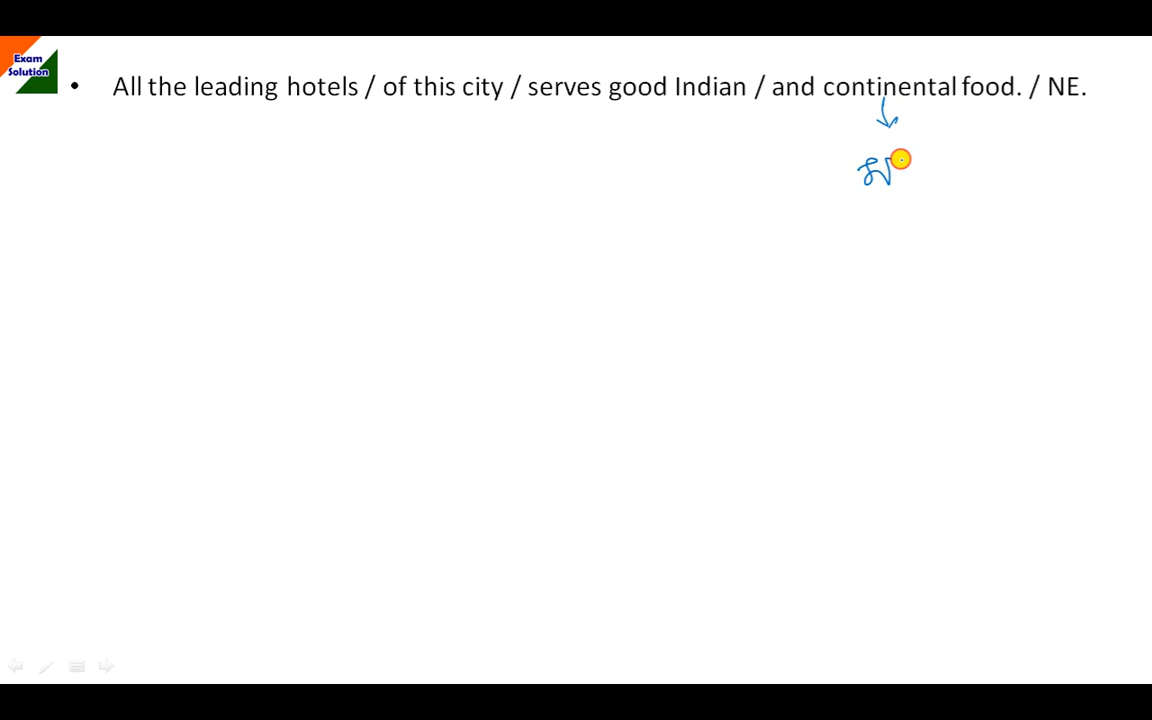 Exam
Solution
• All the leading hotels / of this city / serves good Indian / and continental food. / NE.